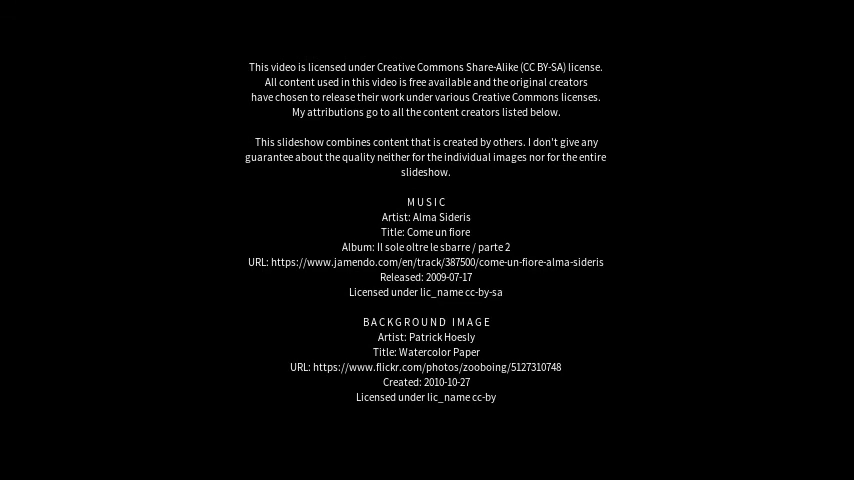 This video is licensed under Creative Commons Share-Alike (CC BY-SA) license.
All content used in this video is free available and the original creators
have chosen to release their work under various Creative Commons licenses.
My attributions go to all the content creators listed below.
This slideshow combines content that is created by others. I don't give any
guarantee about the quality neither for the individual images nor for the entire
slideshow.
MUSIC
Artist: Alma Sideris
Title: Come un fiore
Album: Il sole oltre le sbarre / parte 2
URL: https://www.jamendo.com/en/track/387500/come-un-fiore-alma-sideris
Released: 2009-07-17
Licensed under lic_name cc-by-sa
BACKGROUND IMAGE
Artist: Patrick Hoesly
Title: Watercolor Paper
URL: https://www.flickr.com/photos/zooboing/5127310748
Created: 2010-10-27
Licensed under lic_name cc-by